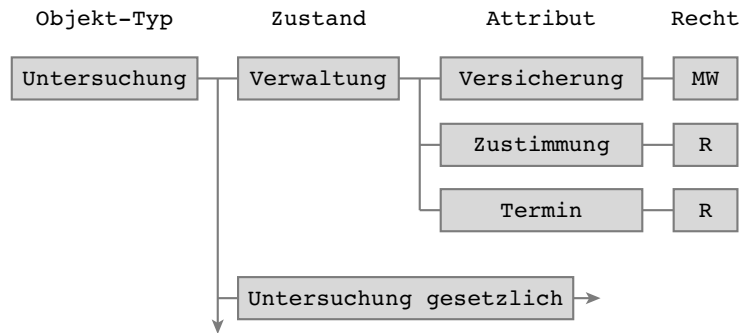 Objekt-Typ Zustand Attribut Recht
Untersuchung Verwaltung Versicherung MW
Zustimmung R
Termin R
Untersuchung gesetzlich